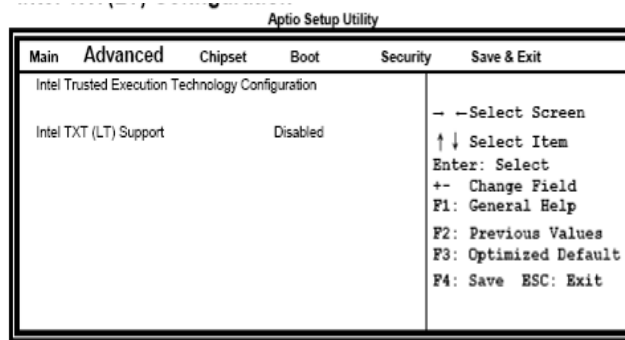 Aptio Setup Utility
Main Advanced Chipset Boot Security Save & Exit
Intel Trusted Execution Technology Configuration
Intel TXT (LT) Support Disabled
→ ←Select Screen
↑↓ Select Item
Enter: Select
+- Change Field
F1: General Help
F2: Previous Values
F3: Optimized Default
F4: Save ESC: Exit